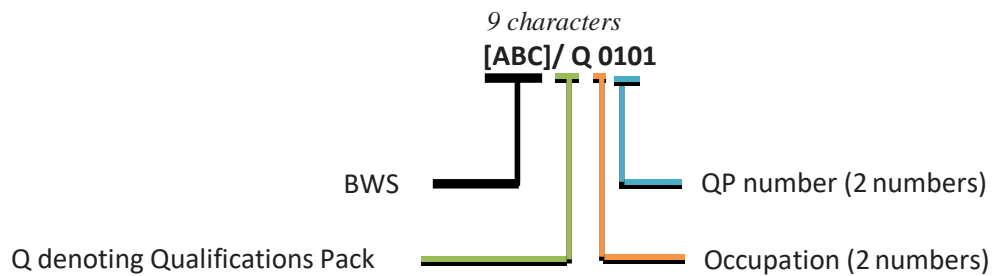 9 characters
[ABC]/ Q 0101
BWS
QP number (2 numbers)
Q denoting Qualifications Pack
Occupation (2 numbers)